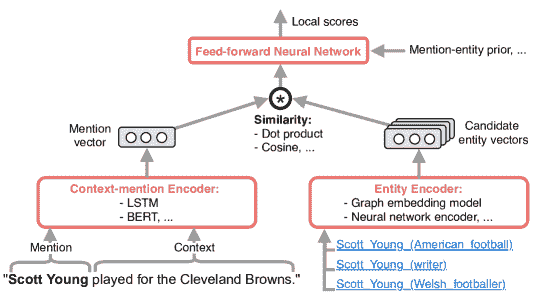 Local scores
Feed-forward Neural Network
Mention-entity prior, ...
*
Mention
vector
Similarity:
- Dot product
- Cosine, ...
Candidate
entity vectors
Context-mention Encoder:
- LSTM
- BERT, ...
Entity Encoder:
- Graph embedding model
- Neural network encoder, ...
Mention
Context
"Scott Young played for the Cleveland Browns."
Scott_Young_(American_football)
Scott_Young_(writer)
Scott_Young_(Welsh_footballer)